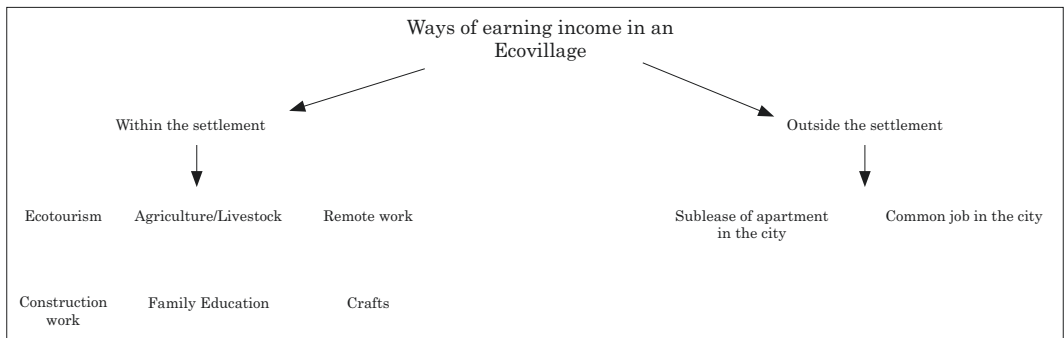 Ways of earning income in an
Ecovillage
Within the settlement
Outside the settlement
Ecotourism
Agriculture/Livestock
Remote work
Sublease of apartment
in the city
Common job in the city
Construction
work
Family Education
Crafts